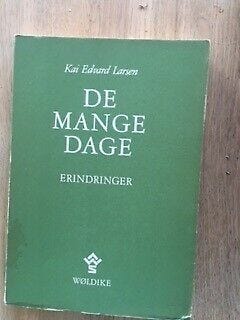 Kai Edvard Larsen
DE
MANGE
DAGE
ERINDRINGER
WØLDIKE